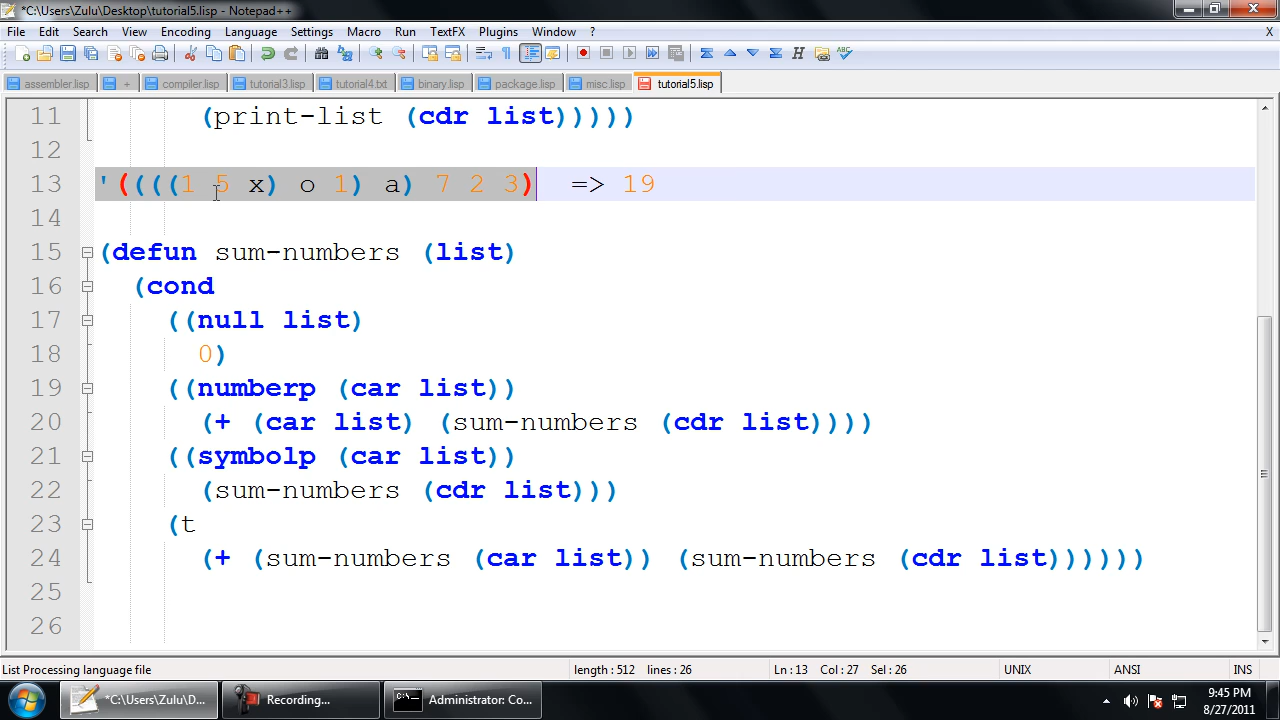 *C:\Users\Zulu\Desktop\tutorial5.lisp - Notepad++
File Edit Search View Encoding Language Settings Macro Run TextFX Plugins Window ? X
assembler.lisp + compiler.lisp tutorial3.lisp tutorial4.txt binary.lisp package.lisp misc.lisp tutorial5.lisp
11 (print-list (cdr list)))))
12
13 '((((1 5 x) o 1) a) 7 2 3) => 19
14
15 (defun sum-numbers (list)
16 (cond
17 ((null list)
18 0)
19 ((numberp (car list))
20 (+ (car list) (sum-numbers (cdr list))))
21 ((symbolp (car list))
22 (sum-numbers (cdr list)))
23 (t
24 (+ (sum-numbers (car list)) (sum-numbers (cdr list))))))
25
26
List Processing language file length : 512 lines : 26 Ln : 13 Col : 27 Sel : 26 UNIX ANSI INS
*C:\Users\Zulu\D... Recording... Administrator: Co... 9:45 PM
8/27/2011